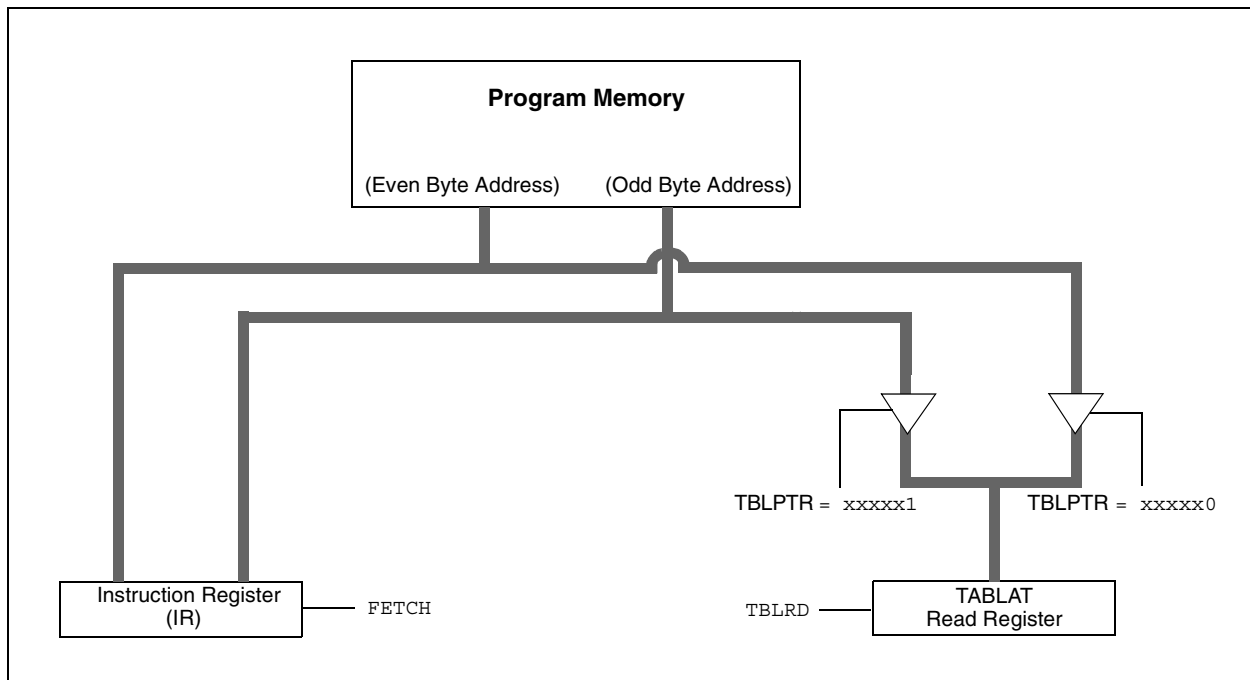 Program Memory
(Even Byte Address) (Odd Byte Address)
TBLPTR = xxxxx1
TBLPTR = xxxxx0
Instruction Register
(IR)
FETCH
TBLRD
TABLAT
Read Register